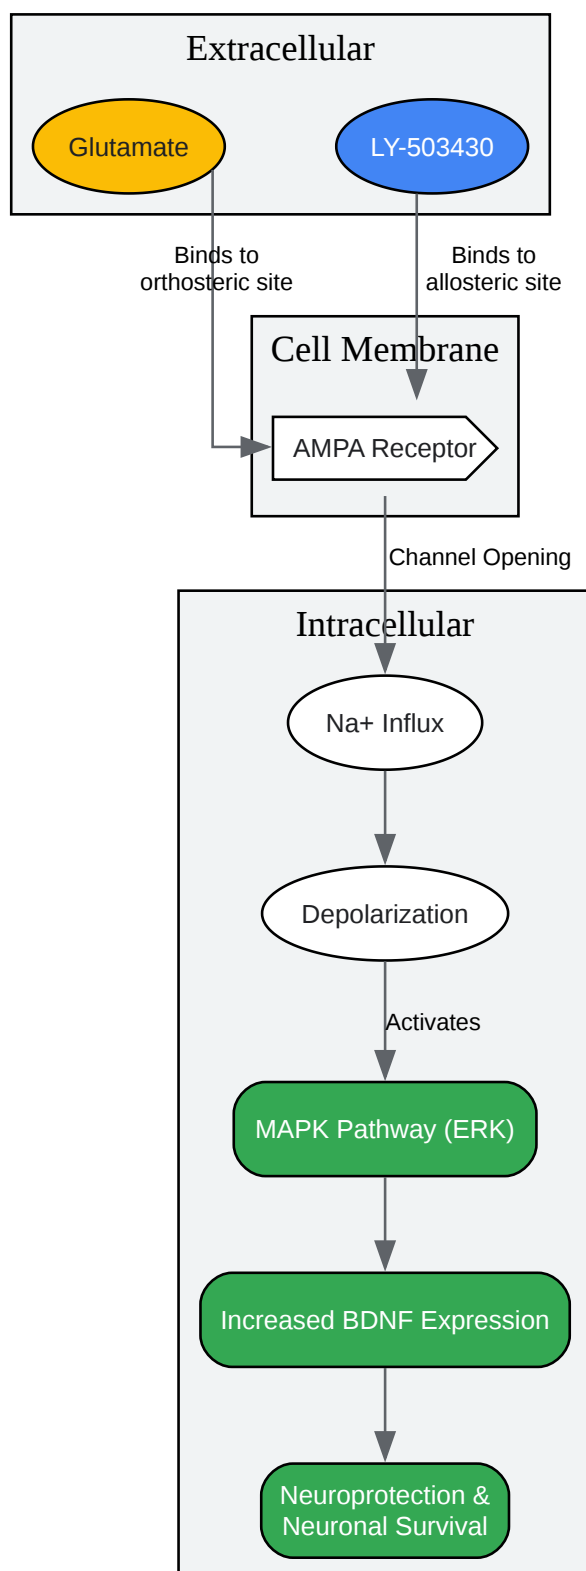 Extracellular
Glutamate
LY-503430
Binds to
orthosteric site
Binds to
allosteric site
Cell Membrane
AMPA Receptor
Channel Opening
Intracellular
Na+ Influx
Depolarization
Activates
MAPK Pathway (ERK)
Increased BDNF Expression
Neuroprotection &
Neuronal Survival